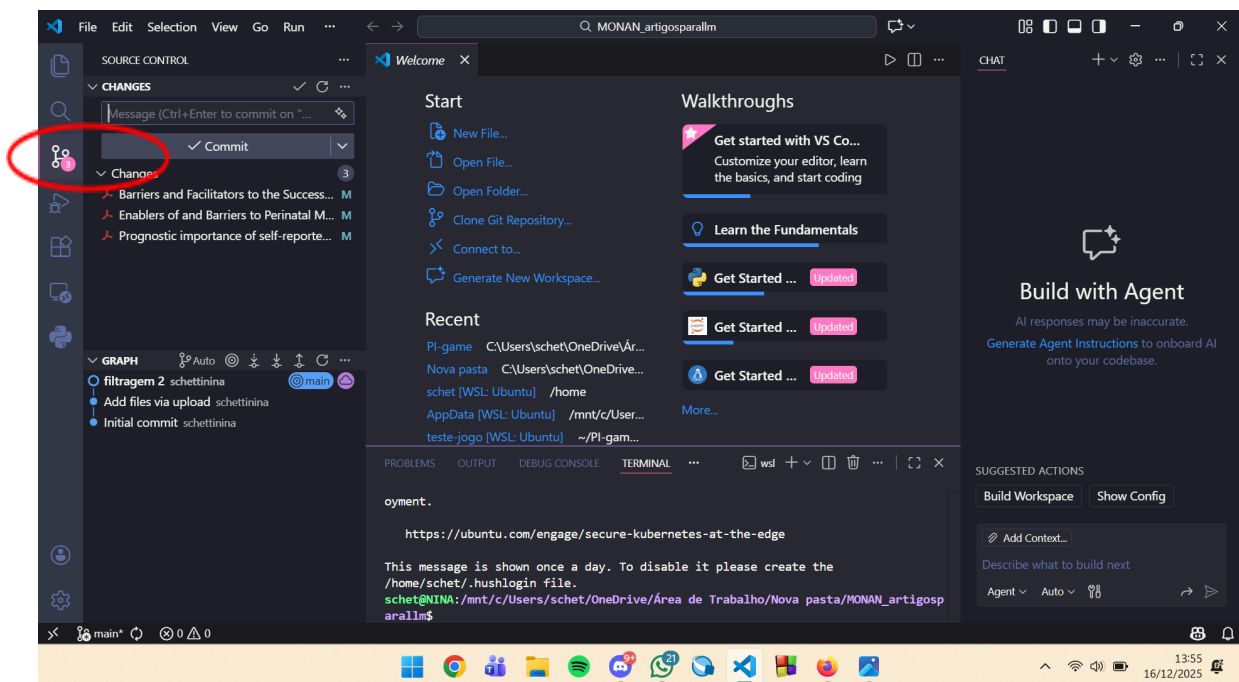 File Edit Selection View Go Run ··· MONAN_artigosparallm
SOURCE CONTROL ···
CHANGES ···
Message (Ctrl+Enter to commit on "...
Commit
Changes 3
Barriers and Facilitators to the Success... M
Enablers of and Barriers to Perinatal M... M
Prognostic importance of self-reporte... M
3
GRAPH Auto ···
filtragem 2 schettinina main
Add files via upload schettinina
Initial commit schettinina
Welcome ···
Start
New File...
Open File...
Open Folder...
Clone Git Repository...
Connect to...
Generate New Workspace...
Recent
PI-game C:\Users\schet\OneDrive\Ár...
Nova pasta C:\Users\schet\OneDrive...
schet [WSL: Ubuntu] /home
AppData [WSL: Ubuntu] /mnt/c/User...
teste-jogo [WSL: Ubuntu] ~/PI-gam...
Walkthroughs
Get started with VS Co...
Customize your editor, learn
the basics, and start coding
Learn the Fundamentals
Get Started ... Updated
Get Started ... Updated
Get Started ... Updated
More...
PROBLEMS OUTPUT DEBUG CONSOLE TERMINAL ··· wsl ···
oyment.
https://ubuntu.com/engage/secure-kubernetes-at-the-edge
This message is shown once a day. To disable it please create the
/home/schet/.hushlogin file.
schet@NINA:/mnt/c/Users/schet/OneDrive/Área de Trabalho/Nova pasta/MONAN_artigosp
arallm$
CHAT ···
Build with Agent
AI responses may be inaccurate.
Generate Agent Instructions to onboard AI
onto your codebase.
SUGGESTED ACTIONS
Build Workspace Show Config
Add Context...
Describe what to build next
Agent Auto
main* 0 0
9+ 21
13:55
16/12/2025